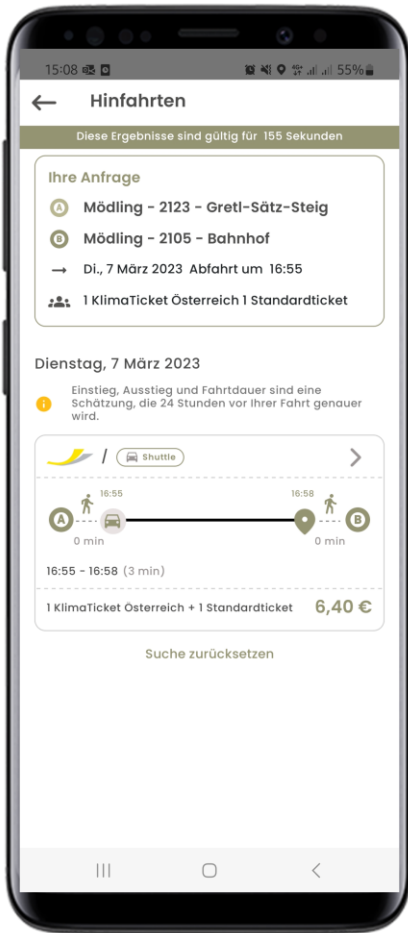 15:08 55%
Hinfahrten
Diese Ergebnisse sind gültig für 155 Sekunden
Ihre Anfrage
A Mödling - 2123 - Gretl-Sätz-Steig
B Mödling - 2105 - Bahnhof
→ Di., 7 März 2023 Abfahrt um 16:55
1 KlimaTicket Österreich 1 Standardticket
Dienstag, 7 März 2023
Einstieg, Ausstieg und Fahrtdauer sind eine
Schätzung, die 24 Stunden vor Ihrer Fahrt genauer
wird.
/ Shuttle
16:55 16:58
A B
0 min 0 min
16:55 - 16:58 (3 min)
1 KlimaTicket Österreich + 1 Standardticket 6,40 €
Suche zurücksetzen